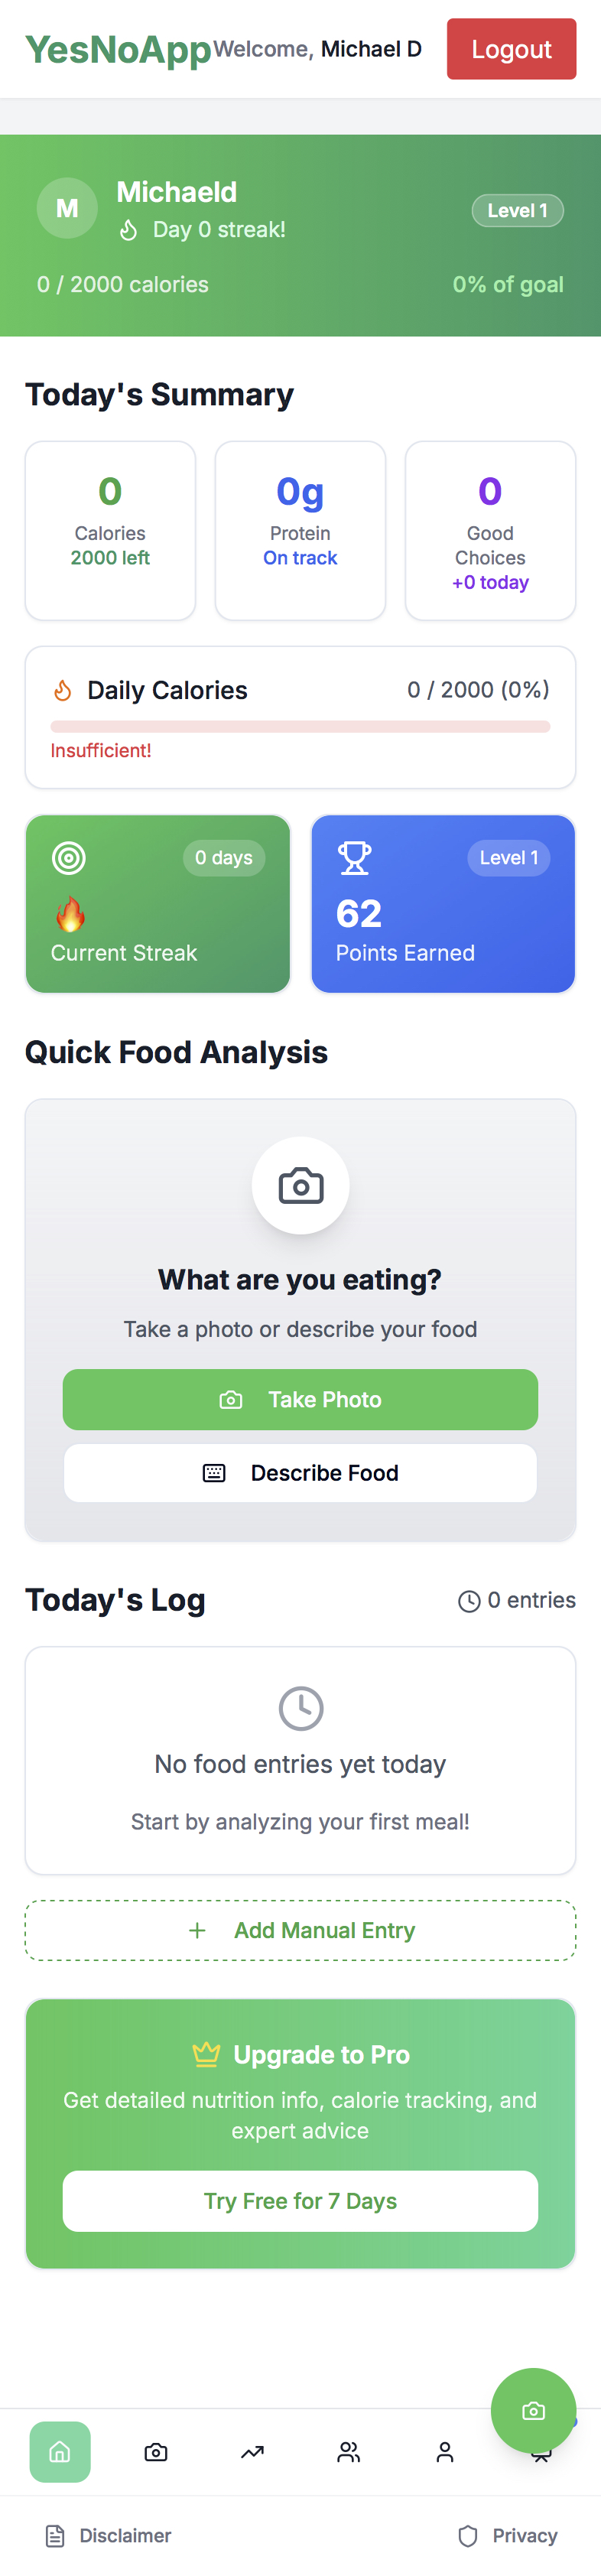 YesNoApp
Welcome, Michael D
Logout
M
Michaeld
Day 0 streak!
Level 1
0 / 2000 calories
0% of goal
Today's Summary
0
Calories
2000 left
0g
Protein
On track
0
Good
Choices
+0 today
Daily Calories
0 / 2000 (0%)
Insufficient!
0 days
Current Streak
Level 1
62
Points Earned
Quick Food Analysis
What are you eating?
Take a photo or describe your food
Take Photo
Describe Food
Today's Log
0 entries
No food entries yet today
Start by analyzing your first meal!
Add Manual Entry
Upgrade to Pro
Get detailed nutrition info, calorie tracking, and
expert advice
Try Free for 7 Days
Disclaimer
Privacy